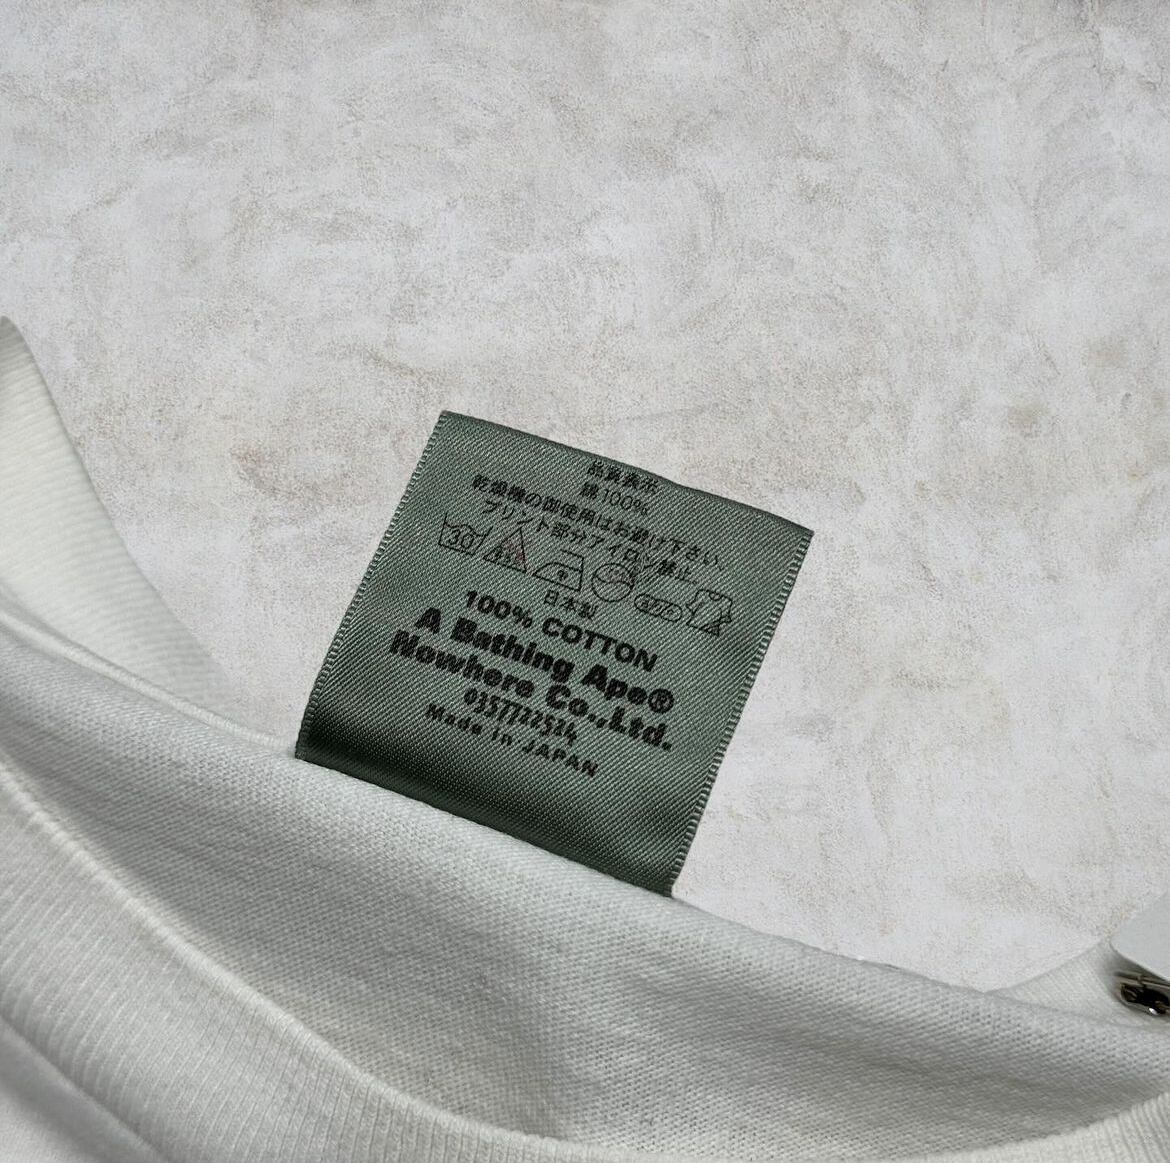 品質表示
綿100%
乾燥機の御使用はお避け下さい。
プリント部分アイロン禁止
30
日本製
100% COTTON
A Bathing Ape®
Nowhere Co.,Ltd.
0357722524
Made in JAPAN